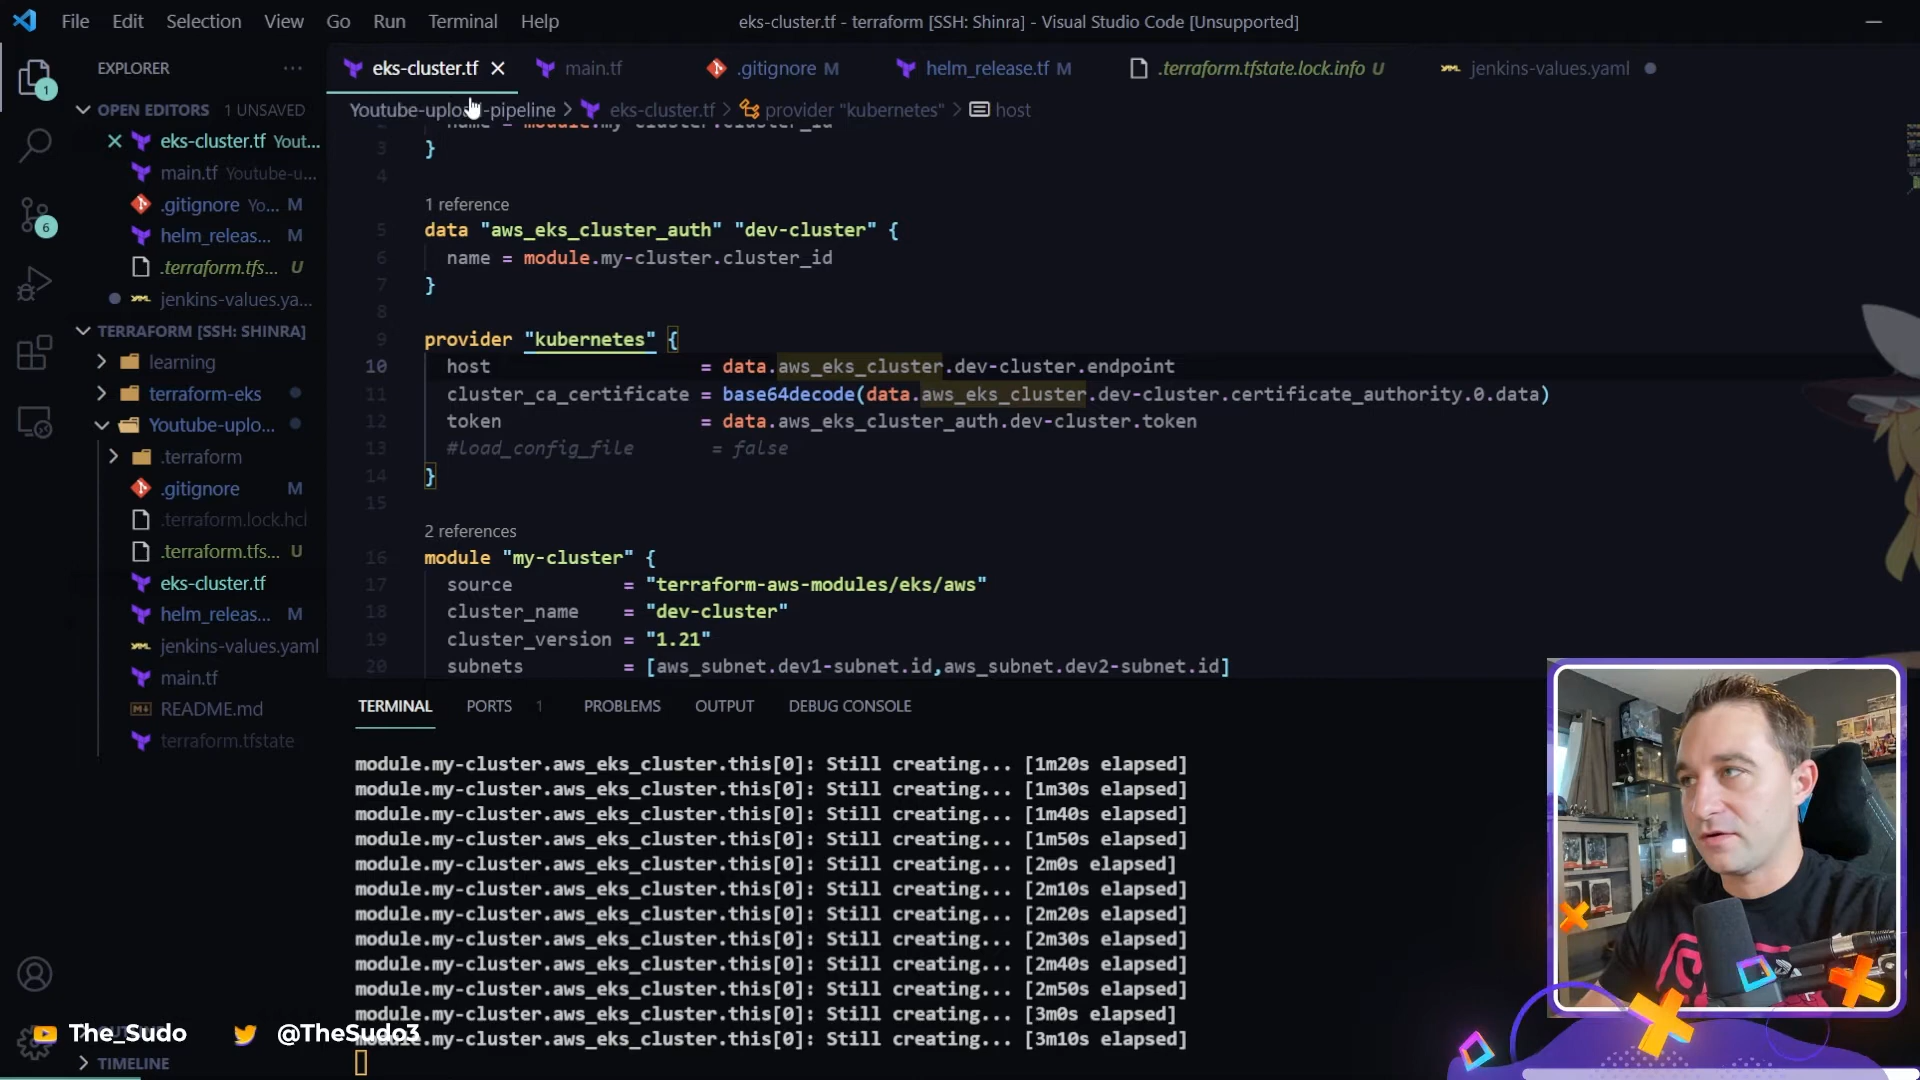 File Edit Selection View Go Run Terminal Help
eks-cluster.tf - terraform [SSH: Shinra] - Visual Studio Code [Unsupported]
EXPLORER
1
OPEN EDITORS 1 UNSAVED
eks-cluster.tf Yout...
main.tf Youtube-u...
.gitignore Yo... M
helm_releas... M
.terraform.tfs... U
jenkins-values.ya...
6
TERRAFORM [SSH: SHINRA]
learning
terraform-eks
Youtube-uplo...
.terraform
.gitignore M
.terraform.lock.hcl
.terraform.tfs... U
eks-cluster.tf
helm_releas... M
jenkins-values.yaml
main.tf
README.md
terraform.tfstate
TIMELINE
eks-cluster.tf main.tf .gitignore M helm_release.tf M .terraform.tfstate.lock.info U jenkins-values.yaml
Youtube-upload-pipeline > eks-cluster.tf > provider "kubernetes" > host
2 name = module.my-cluster.cluster_id
3 }
4
1 reference
5 data "aws_eks_cluster_auth" "dev-cluster" {
6 name = module.my-cluster.cluster_id
7 }
8
9 provider "kubernetes" {
10 host = data.aws_eks_cluster.dev-cluster.endpoint
11 cluster_ca_certificate = base64decode(data.aws_eks_cluster.dev-cluster.certificate_authority.0.data)
12 token = data.aws_eks_cluster_auth.dev-cluster.token
13 #load_config_file = false
14 }
15
2 references
16 module "my-cluster" {
17 source = "terraform-aws-modules/eks/aws"
18 cluster_name = "dev-cluster"
19 cluster_version = "1.21"
20 subnets = [aws_subnet.dev1-subnet.id,aws_subnet.dev2-subnet.id]
TERMINAL PORTS 1 PROBLEMS OUTPUT DEBUG CONSOLE
module.my-cluster.aws_eks_cluster.this[0]: Still creating... [1m20s elapsed]
module.my-cluster.aws_eks_cluster.this[0]: Still creating... [1m30s elapsed]
module.my-cluster.aws_eks_cluster.this[0]: Still creating... [1m40s elapsed]
module.my-cluster.aws_eks_cluster.this[0]: Still creating... [1m50s elapsed]
module.my-cluster.aws_eks_cluster.this[0]: Still creating... [2m0s elapsed]
module.my-cluster.aws_eks_cluster.this[0]: Still creating... [2m10s elapsed]
module.my-cluster.aws_eks_cluster.this[0]: Still creating... [2m20s elapsed]
module.my-cluster.aws_eks_cluster.this[0]: Still creating... [2m30s elapsed]
module.my-cluster.aws_eks_cluster.this[0]: Still creating... [2m40s elapsed]
module.my-cluster.aws_eks_cluster.this[0]: Still creating... [2m50s elapsed]
module.my-cluster.aws_eks_cluster.this[0]: Still creating... [3m0s elapsed]
module.my-cluster.aws_eks_cluster.this[0]: Still creating... [3m10s elapsed]
The_Sudo @TheSudo3